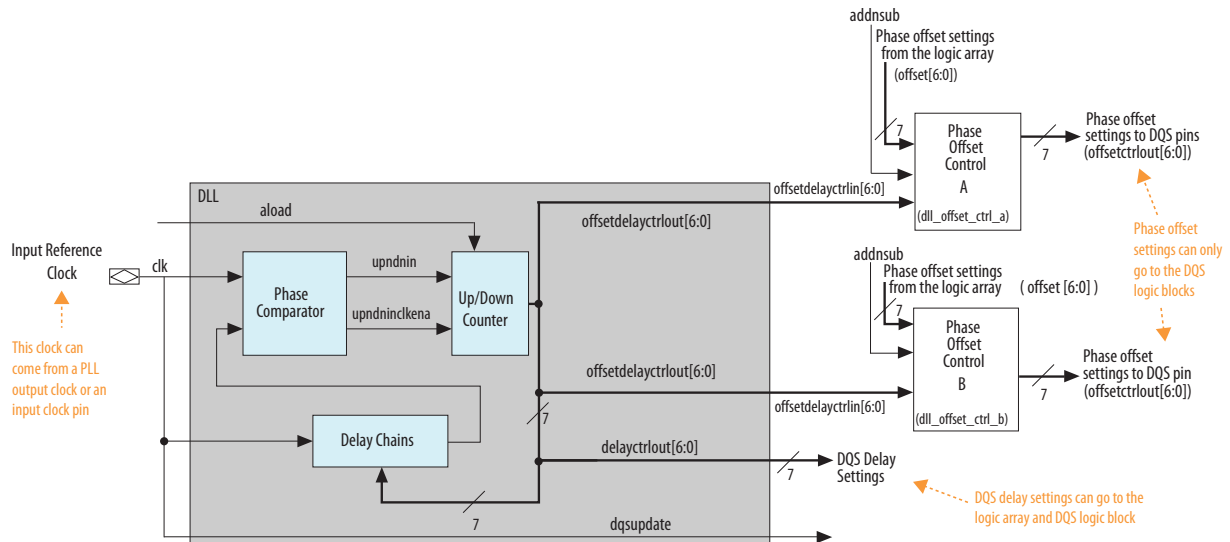 addnsub
Phase offset settings
from the logic array
(offset[6:0])
7
Phase
Offset
Control
A
(dll_offset_ctrl_a)
7
Phase offset
settings to DQS pins
(offsetctrlout[6:0])
offsetdelayctrlin[6:0]
DLL
aload
offsetdelayctrlout[6:0]
Input Reference
Clock
clk
Phase
Comparator
upndnin
upndninclkena
Up/Down
Counter
This clock can
come from a PLL
output clock or an
input clock pin
Phase offset
settings can only
go to the DQS
logic blocks
addnsub
Phase offset settings
from the logic array
( offset [6:0] )
7
Phase
Offset
Control
B
(dll_offset_ctrl_b)
7
Phase offset
settings to DQS pin
(offsetctrlout[6:0])
offsetdelayctrlout[6:0]
offsetdelayctrlin[6:0]
7
Delay Chains
delayctrlout[6:0]
7
DQS Delay
Settings
7
DQS delay settings can go to the
logic array and DQS logic block
dqsupdate